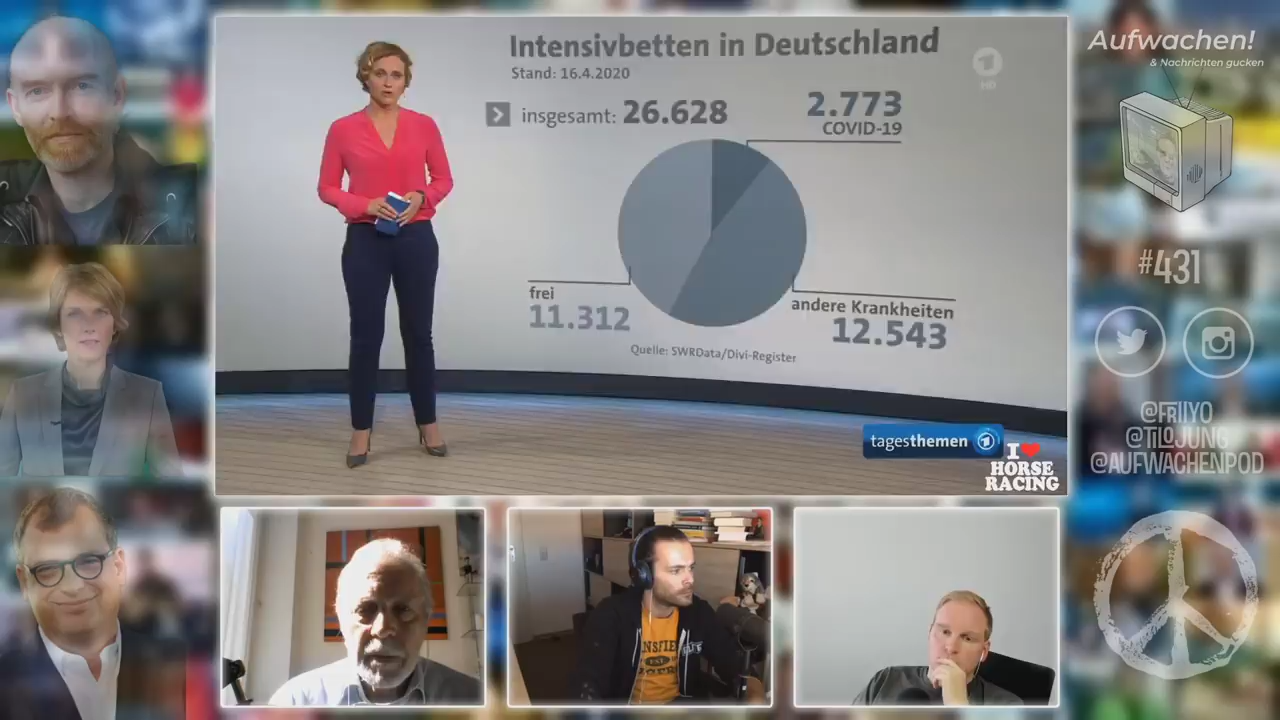 Intensivbetten in Deutschland
Stand: 16.4.2020
insgesamt: 26.628
2.773
COVID-19
frei
11.312
andere Krankheiten
12.543
Quelle: SWRData/Divi-Register
HD
tagesthemen
I ❤
HORSE
RACING
Aufwachen!
& Nachrichten gucken
#431
@FRIIYO
@TILOJUNG
@AUFWACHENPOD